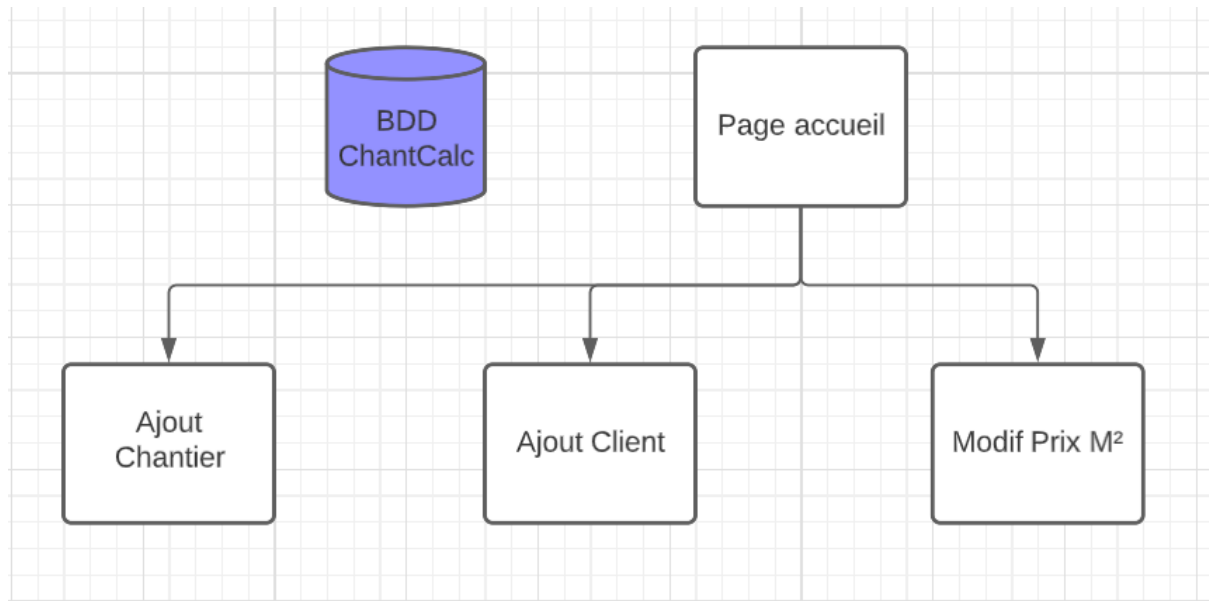 BDD
ChantCalc
Page accueil
Ajout
Chantier
Ajout Client
Modif Prix M²